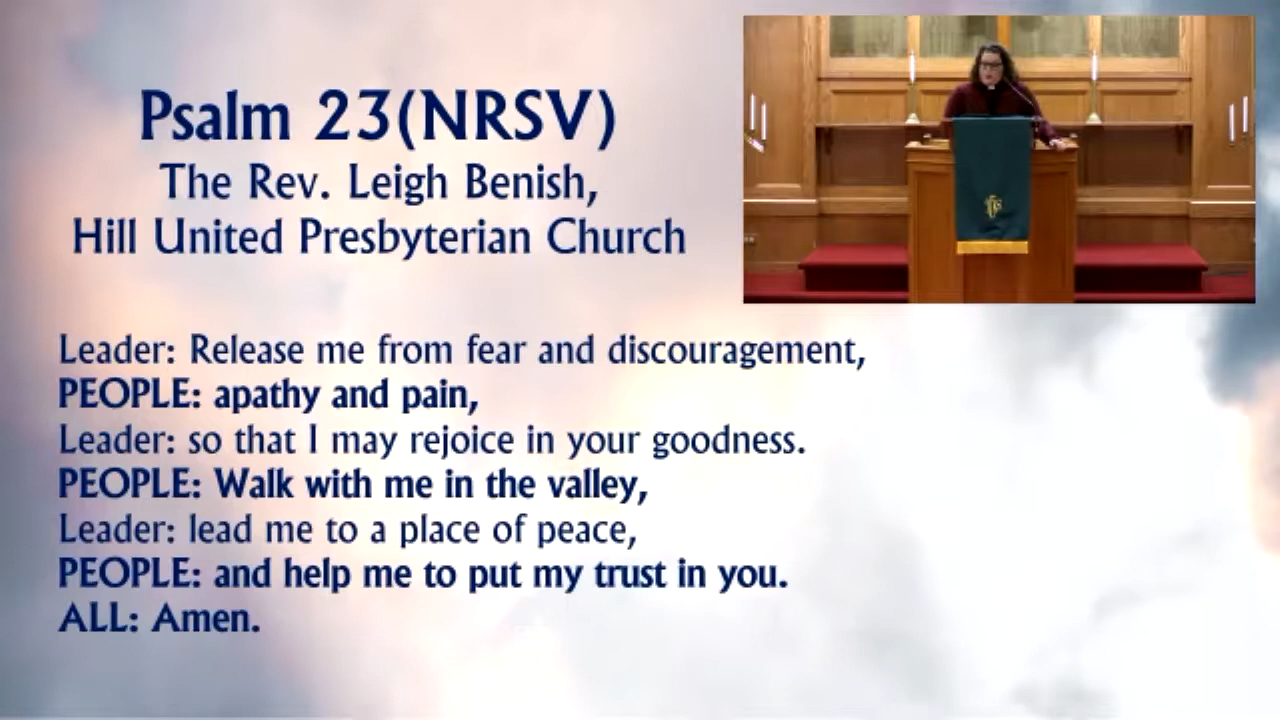 Psalm 23(NRSV)
The Rev. Leigh Benish,
Hill United Presbyterian Church
Leader: Release me from fear and discouragement,
PEOPLE: apathy and pain,
Leader: so that I may rejoice in your goodness.
PEOPLE: Walk with me in the valley,
Leader: lead me to a place of peace,
PEOPLE: and help me to put my trust in you.
ALL: Amen.